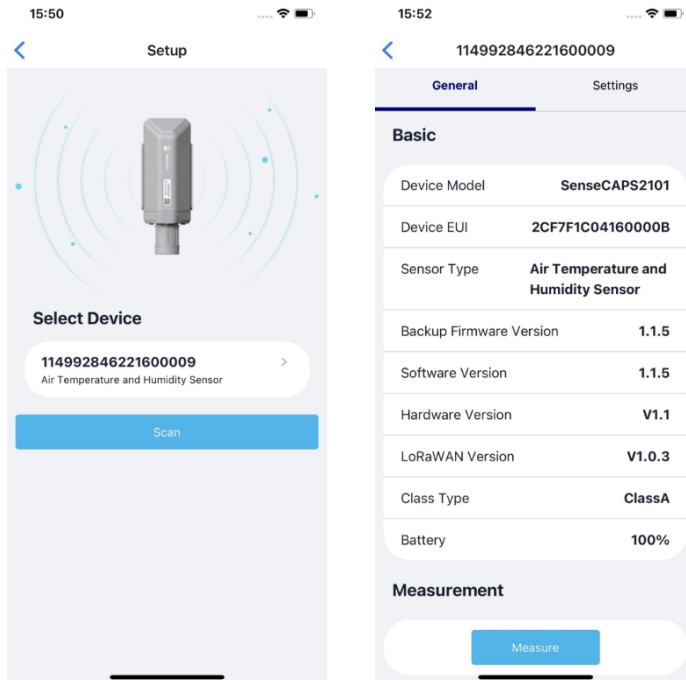 15:50
Setup
Select Device
114992846221600009
Air Temperature and Humidity Sensor
Scan
15:52
114992846221600009
General Settings
Basic
Device Model SenseCAPS2101
Device EUI 2CF7F1C04160000B
Sensor Type Air Temperature and
Humidity Sensor
Backup Firmware Version 1.1.5
Software Version 1.1.5
Hardware Version V1.1
LoRaWAN Version V1.0.3
Class Type ClassA
Battery 100%
Measurement
Measure